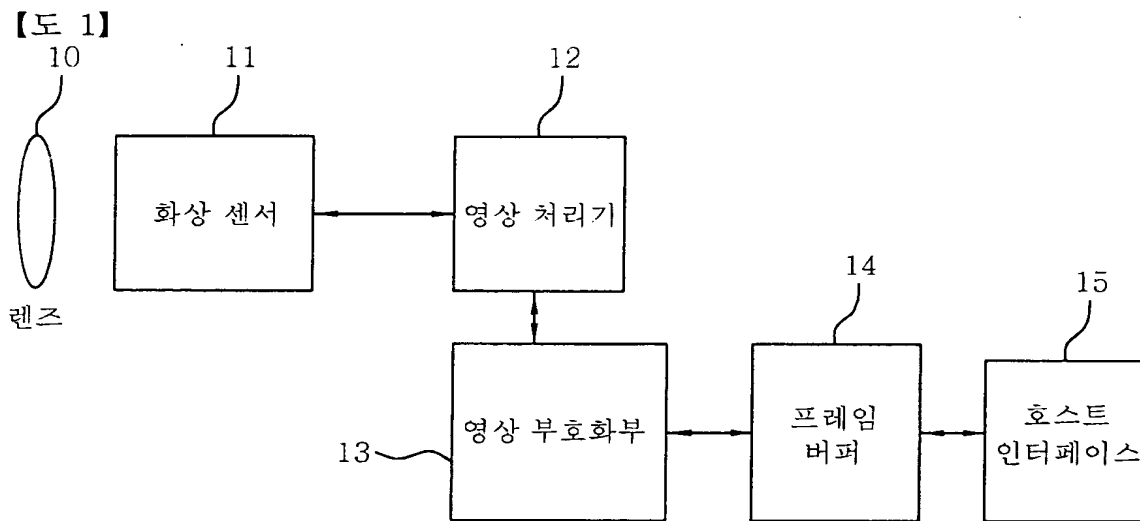 【도 1】
10
11
12
화상 센서
영상 처리기
렌즈
14
15
영상 부호화부
프레임
버퍼
호스트
인터페이스
13